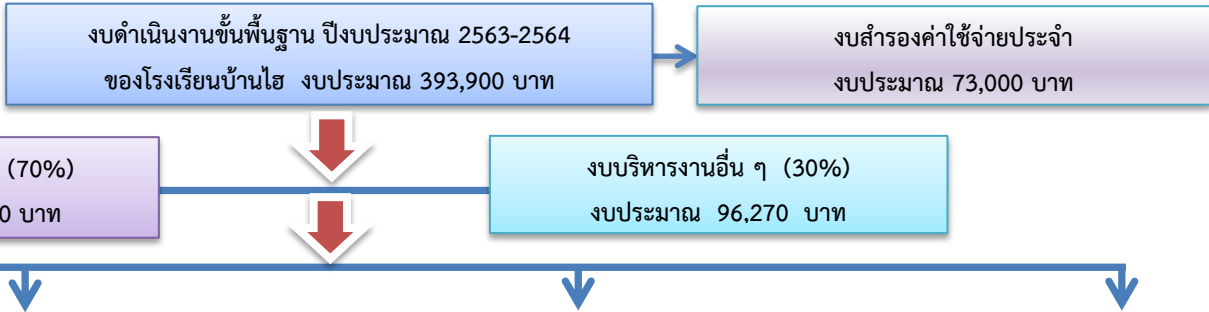 งบดำเนินงานขั้นพื้นฐาน ปีงบประมาณ 2563-2564
ของโรงเรียนบ้านไฮ งบประมาณ 393,900 บาท
งบสำรองค่าใช้จ่ายประจำ
งบประมาณ 73,000 บาท
(70%)
0 บาท
งบบริหารงานอื่น ๆ (30%)
งบประมาณ 96,270 บาท